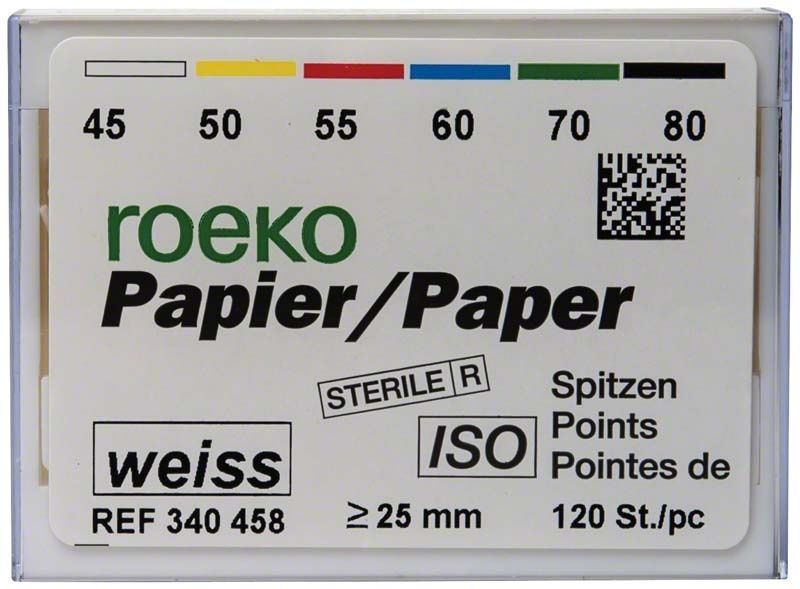 45 50 55 60 70 80
roeko
Papier/Paper
STERILE R
weiss
ISO
Spitzen
Points
Pointes de
REF 340 458
≥ 25 mm
120 St./pc